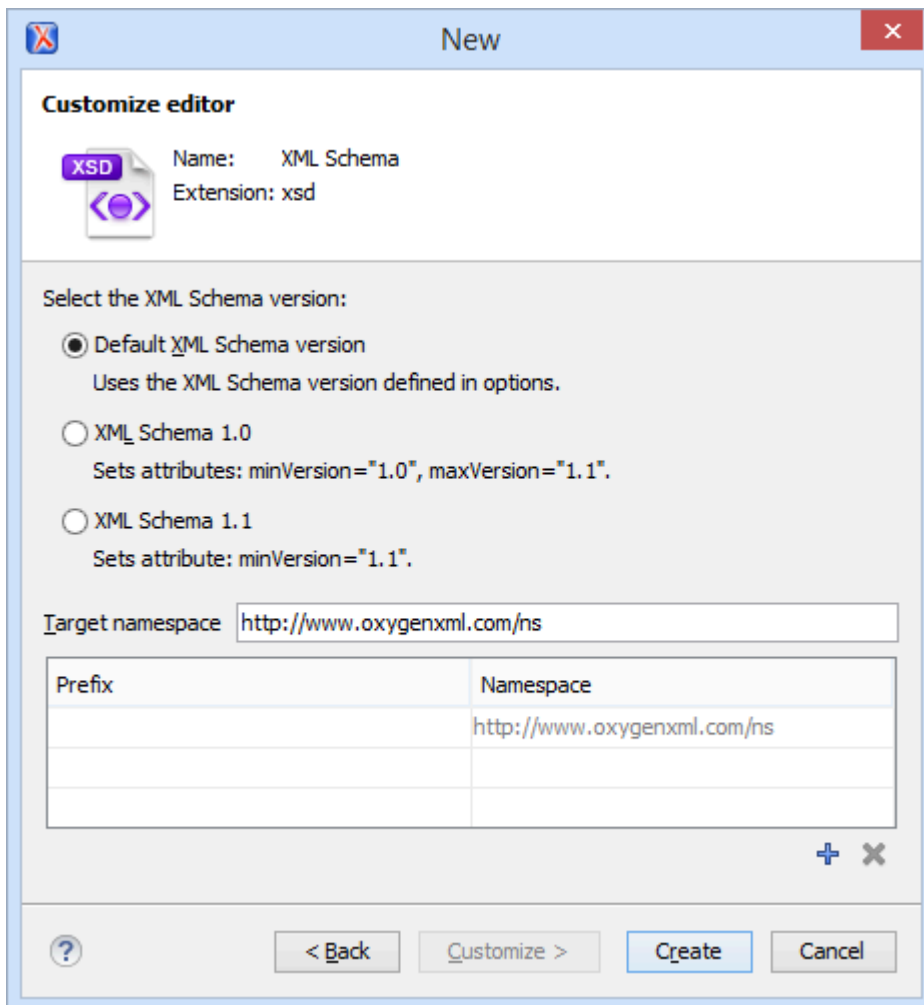 New
Customize editor
XSD
Name: XML Schema
Extension: xsd
Select the XML Schema version:
Default XML Schema version
Uses the XML Schema version defined in options.
XML Schema 1.0
Sets attributes: minVersion="1.0", maxVersion="1.1".
XML Schema 1.1
Sets attribute: minVersion="1.1".
Target namespace http://www.oxygenxml.com/ns
Prefix Namespace
http://www.oxygenxml.com/ns
? < Back Customize > Create Cancel